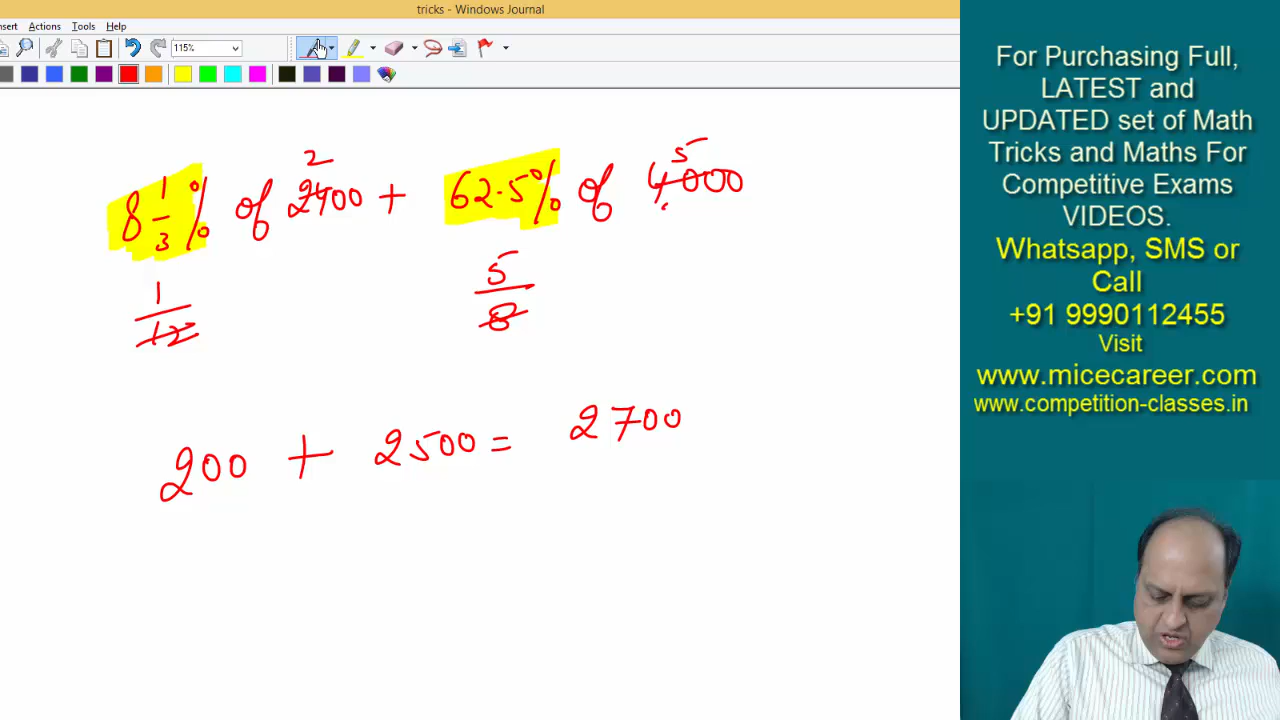 tricks - Windows Journal
nsert Actions Tools Help
115%
8 1/3 % of 2400 + 62.5% of 4000
2
5
1/12
5/8
200 + 2500 = 2700
For Purchasing Full,
LATEST and
UPDATED set of Math
Tricks and Maths For
Competitive Exams
VIDEOS.
Whatsapp, SMS or
Call
+91 9990112455
Visit
www.micecareer.com
www.competition-classes.in